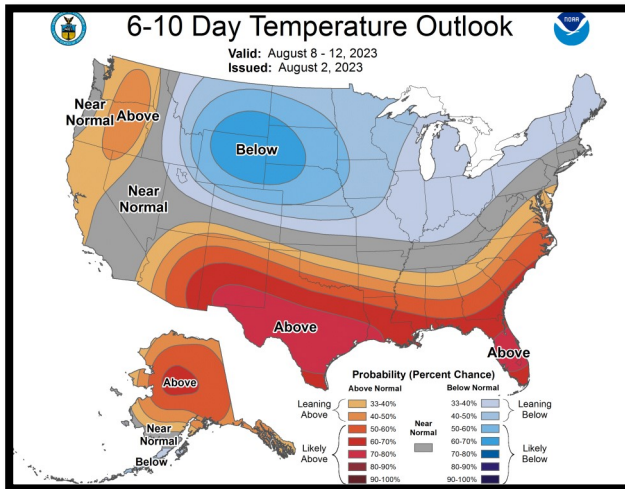 6-10 Day Temperature Outlook
NOAA
Valid: August 8 - 12, 2023
Issued: August 2, 2023
Near
Normal
Above
Below
Near
Normal
Above
Above
Above
Near
Normal
Below
Probability (Percent Chance)
Above Normal
Below Normal
Leaning
Above
33-40%
40-50%
Likely
Above
50-60%
60-70%
70-80%
80-90%
90-100%
Near
Normal
33-40%
40-50%
Leaning
Below
50-60%
60-70%
70-80%
80-90%
90-100%
Likely
Below